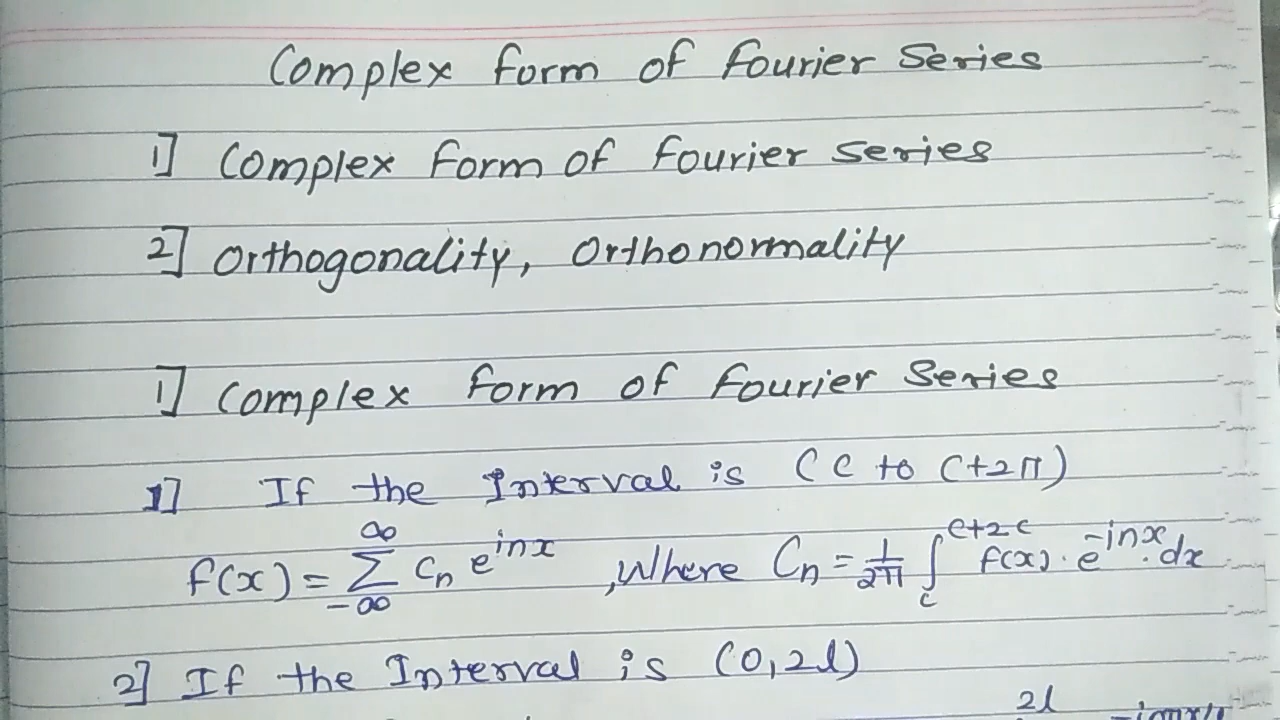 Complex form of fourier Series
1] Complex form of fourier series
2] Orthogonality, Orthonormality
1] Complex form of fourier Series
1] If the Interval is (C to C+2π)
f(x) = ∑_{-∞}^{∞} Cₙ e^{inx} , where Cₙ = 1/2π ∫_c^{c+2c} f(x) . e^{-inx} . dx
2] If the Interval is (0,2l)
2l